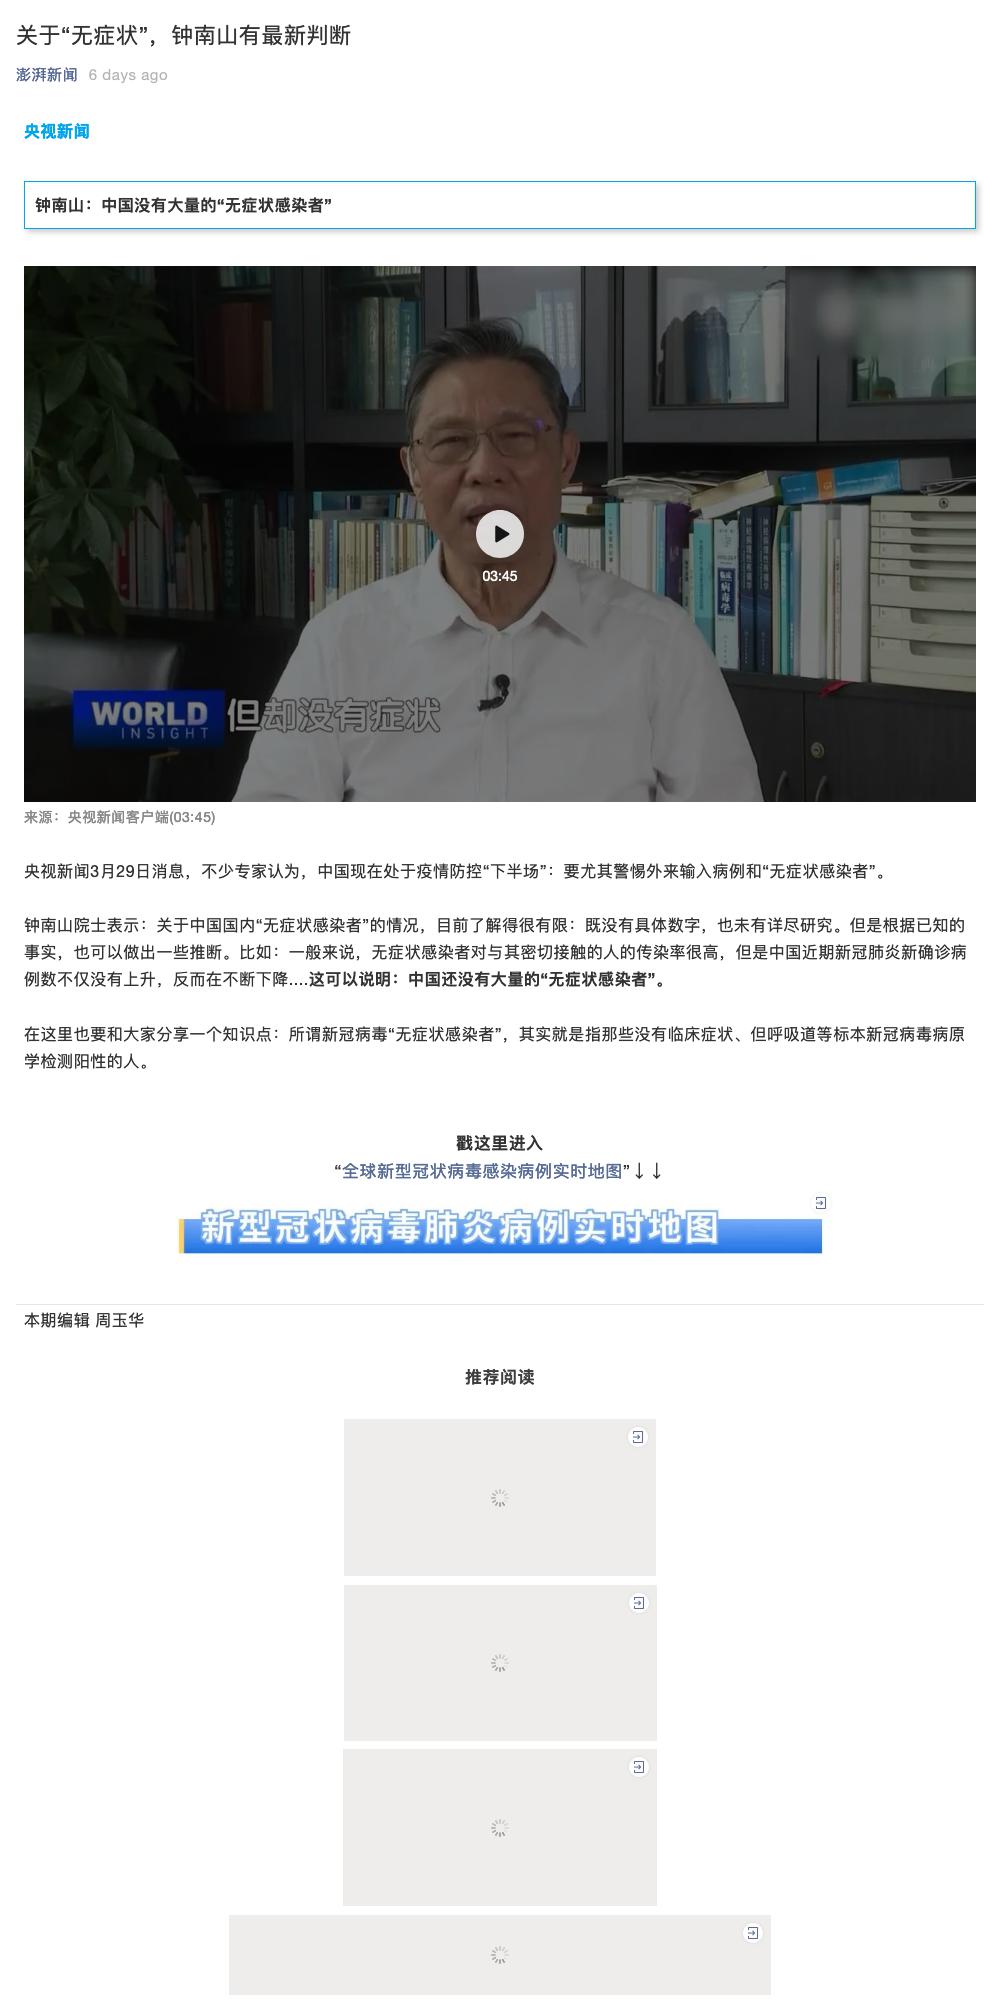 关于“无症状”，钟南山有最新判断
澎湃新闻 6 days ago
央视新闻
钟南山：中国没有大量的“无症状感染者”
03:45
WORLD
INSIGHT
但却没有症状
病毒学
来源：央视新闻客户端(03:45)
央视新闻3月29日消息，不少专家认为，中国现在处于疫情防控“下半场”：要尤其警惕外来输入病例和“无症状感染者”。
钟南山院士表示：关于中国国内“无症状感染者”的情况，目前了解得很有限：既没有具体数字，也未有详尽研究。但是根据已知的
事实，也可以做出一些推断。比如：一般来说，无症状感染者对与其密切接触的人的传染率很高，但是中国近期新冠肺炎新确诊病
例数不仅没有上升，反而在不断下降....这可以说明：中国还没有大量的“无症状感染者”。
在这里也要和大家分享一个知识点：所谓新冠病毒“无症状感染者”，其实就是指那些没有临床症状、但呼吸道等标本新冠病毒病原
学检测阳性的人。
戳这里进入
“全球新型冠状病毒感染病例实时地图”↓↓
新型冠状病毒肺炎病例实时地图
本期编辑 周玉华
推荐阅读